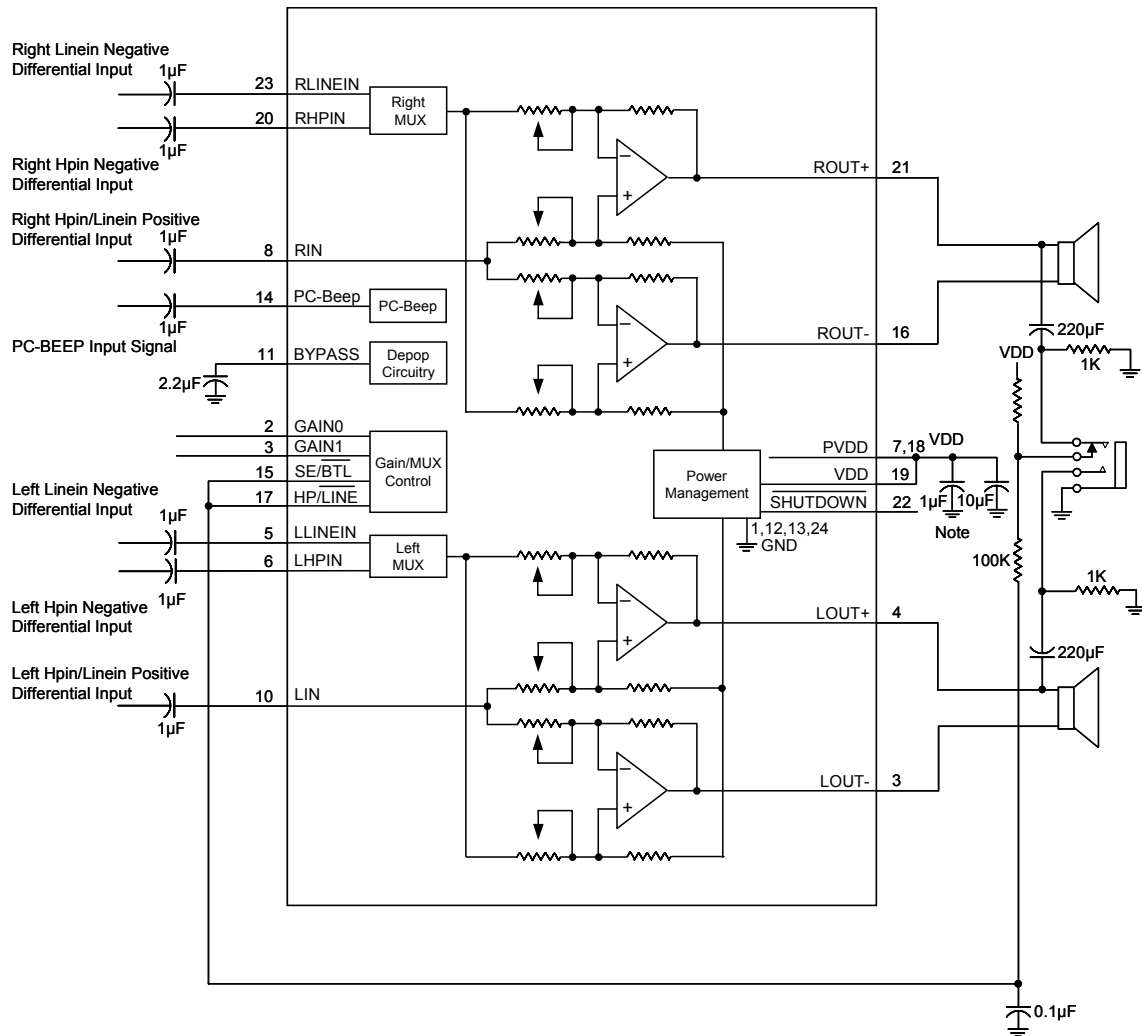 Right Linein Negative
Differential Input
1µF
23 RLINEIN
20 RHPIN
1µF
Right
MUX
Right Hpin Negative
Differential Input
Right Hpin/Linein Positive
Differential Input
1µF
8 RIN
14 PC-Beep
1µF
PC-Beep
PC-BEEP Input Signal
11 BYPASS
2.2µF
Depop
Circuitry
2 GAIN0
3 GAIN1
15 SE/BTL
17 HP/LINE
Gain/MUX
Control
Left Linein Negative
Differential Input
1µF
5 LLINEIN
6 LHPIN
1µF
Left
MUX
Left Hpin Negative
Differential Input
Left Hpin/Linein Positive
Differential Input
10 LIN
1µF
−
+
ROUT+ 21
−
+
ROUT- 16
220µF
VDD
1K
Power
Management
PVDD 7,18 VDD
VDD 19
SHUTDOWN 22
1µF 10µF
Note
1,12,13,24
GND
100K
1K
−
+
LOUT+ 4
220µF
−
+
LOUT- 3
0.1µF